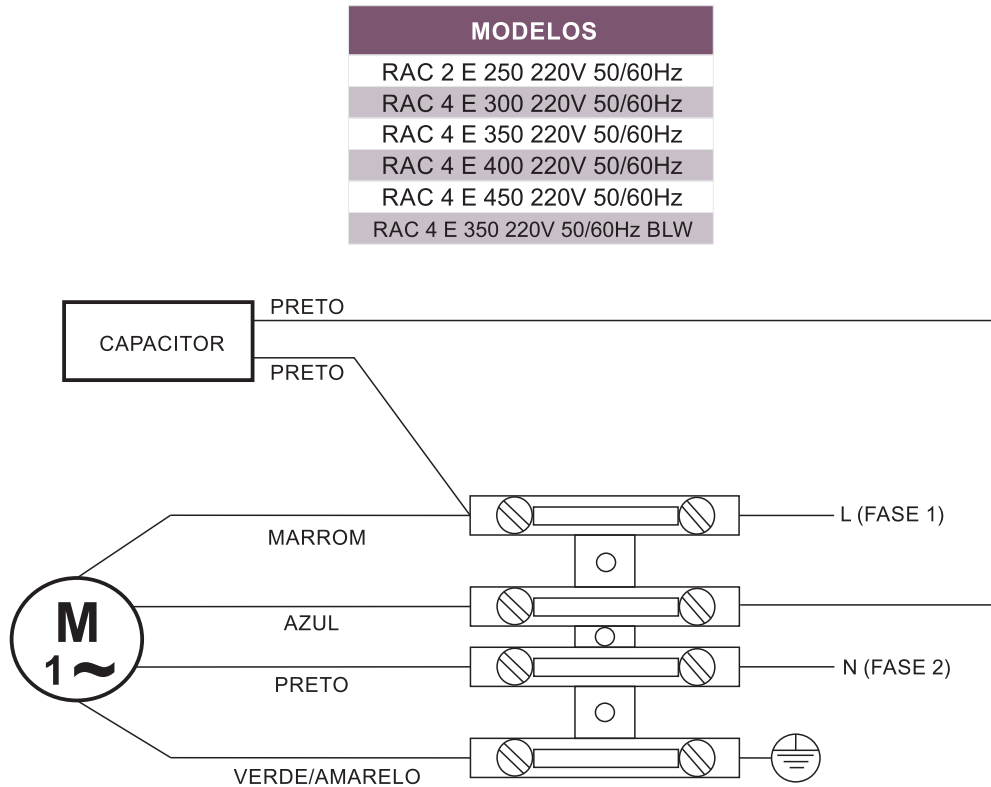 MODELOS
RAC 2 E 250 220V 50/60Hz
RAC 4 E 300 220V 50/60Hz
RAC 4 E 350 220V 50/60Hz
RAC 4 E 400 220V 50/60Hz
RAC 4 E 450 220V 50/60Hz
RAC 4 E 350 220V 50/60Hz BLW
PRETO
CAPACITOR
PRETO
L (FASE 1)
MARROM
M
1~
AZUL
N (FASE 2)
PRETO
VERDE/AMARELO